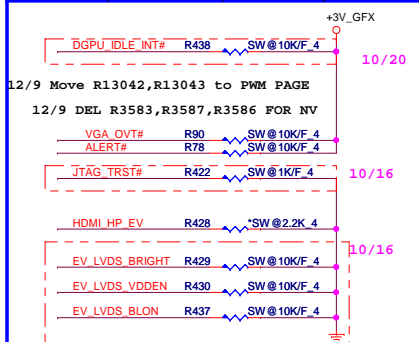 +3V_GFX
DGPU_IDLE_INT# R438 SW@10K/F_4
10/20
12/9 Move R13042,R13043 to PWM PAGE
12/9 DEL R3583,R3587,R3586 FOR NV
VGA_OVT# R90 SW@10K/F_4
ALERT# R78 SW@10K/F_4
JTAG_TRST# R422 SW@1K/F_4 10/16
HDMI_HP_EV R428 *SW@2.2K_4
10/16
EV_LVDS_BRIGHT R429 SW@10K/F_4
EV_LVDS_VDDEN R430 SW@10K/F_4
EV_LVDS_BLON R437 SW@10K/F_4